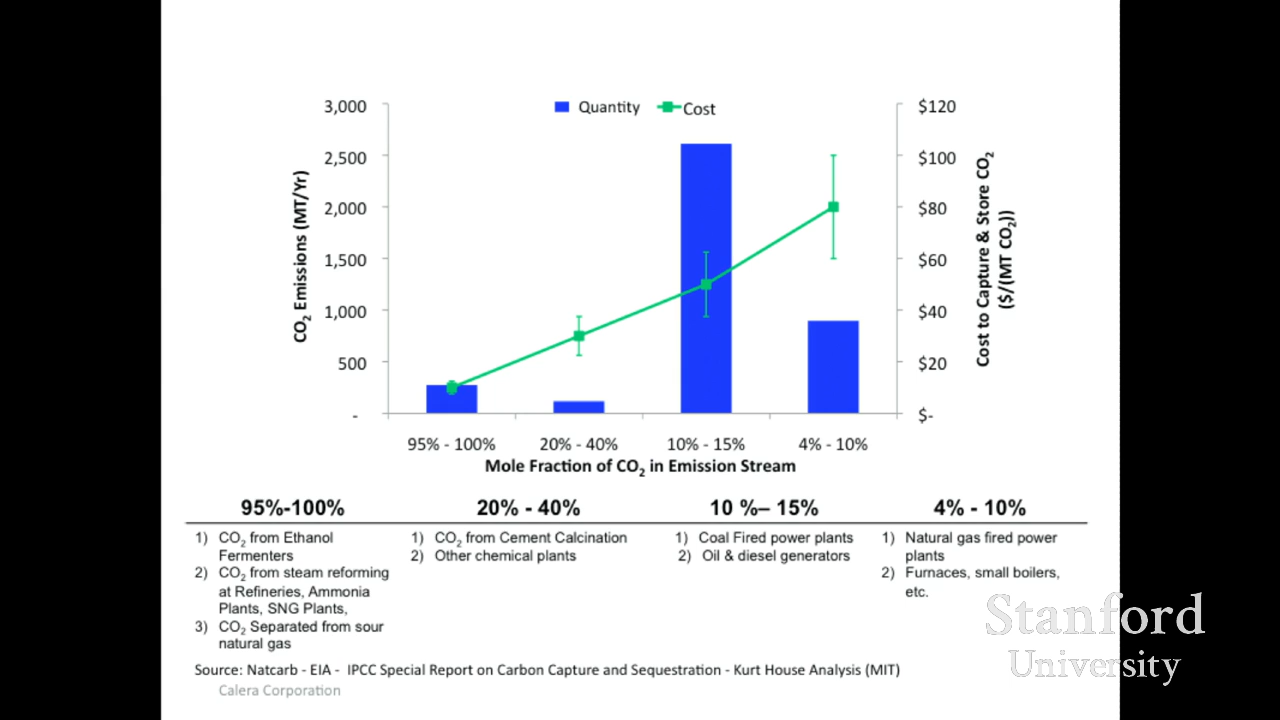 Quantity Cost
3,000
2,500
2,000
1,500
1,000
500
-
CO2 Emissions (MT/Yr)
$120
$100
$80
$60
$40
$20
$-
Cost to Capture & Store CO2
($/(MT CO2))
95% - 100% 20% - 40% 10% - 15% 4% - 10%
Mole Fraction of CO2 in Emission Stream
95%-100% 20% - 40% 10 %– 15% 4% - 10%
1) CO2 from Ethanol
Fermenters
2) CO2 from steam reforming
at Refineries, Ammonia
Plants, SNG Plants,
3) CO2 Separated from sour
natural gas
1) CO2 from Cement Calcination
2) Other chemical plants
1) Coal Fired power plants
2) Oil & diesel generators
1) Natural gas fired power
plants
2) Furnaces, small boilers,
etc.
Stanford
University
Source: Natcarb - EIA - IPCC Special Report on Carbon Capture and Sequestration - Kurt House Analysis (MIT)
Calera Corporation